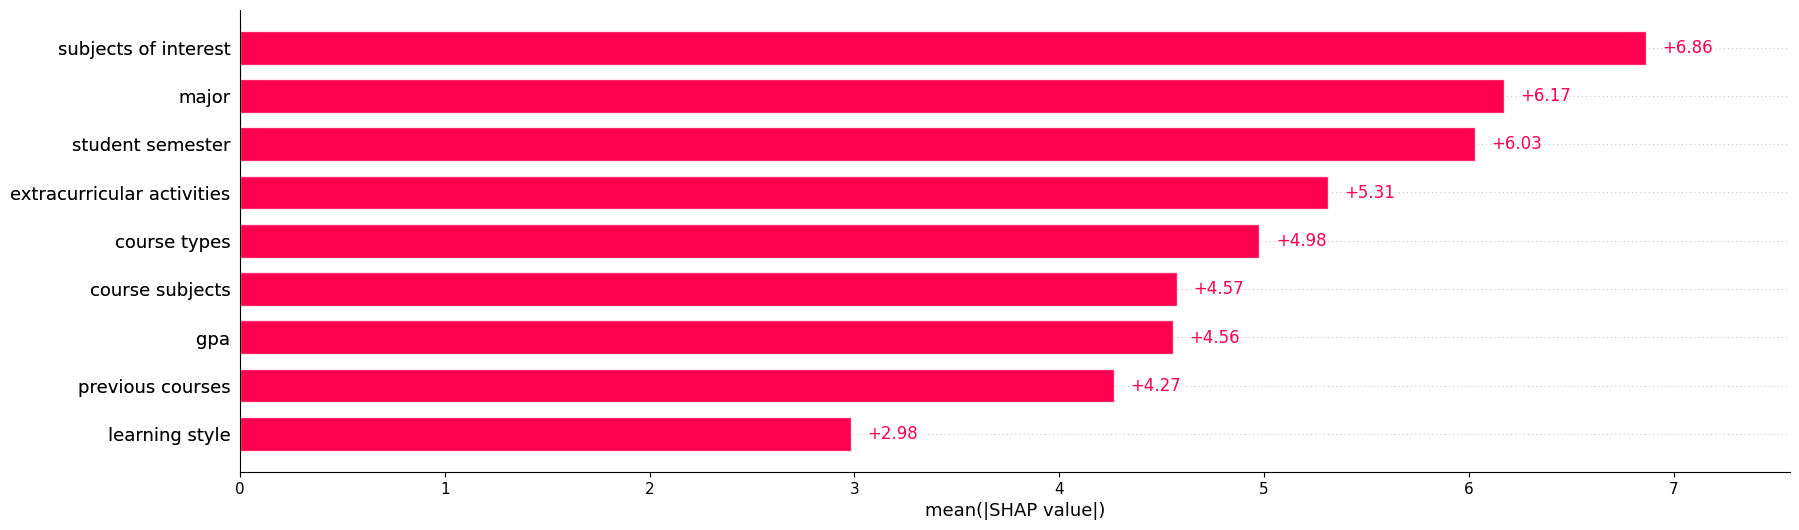 subjects of interest +6.86
major +6.17
student semester +6.03
extracurricular activities +5.31
course types +4.98
course subjects +4.57
gpa +4.56
previous courses +4.27
learning style +2.98
0 1 2 3 4 5 6 7
mean(|SHAP value|)